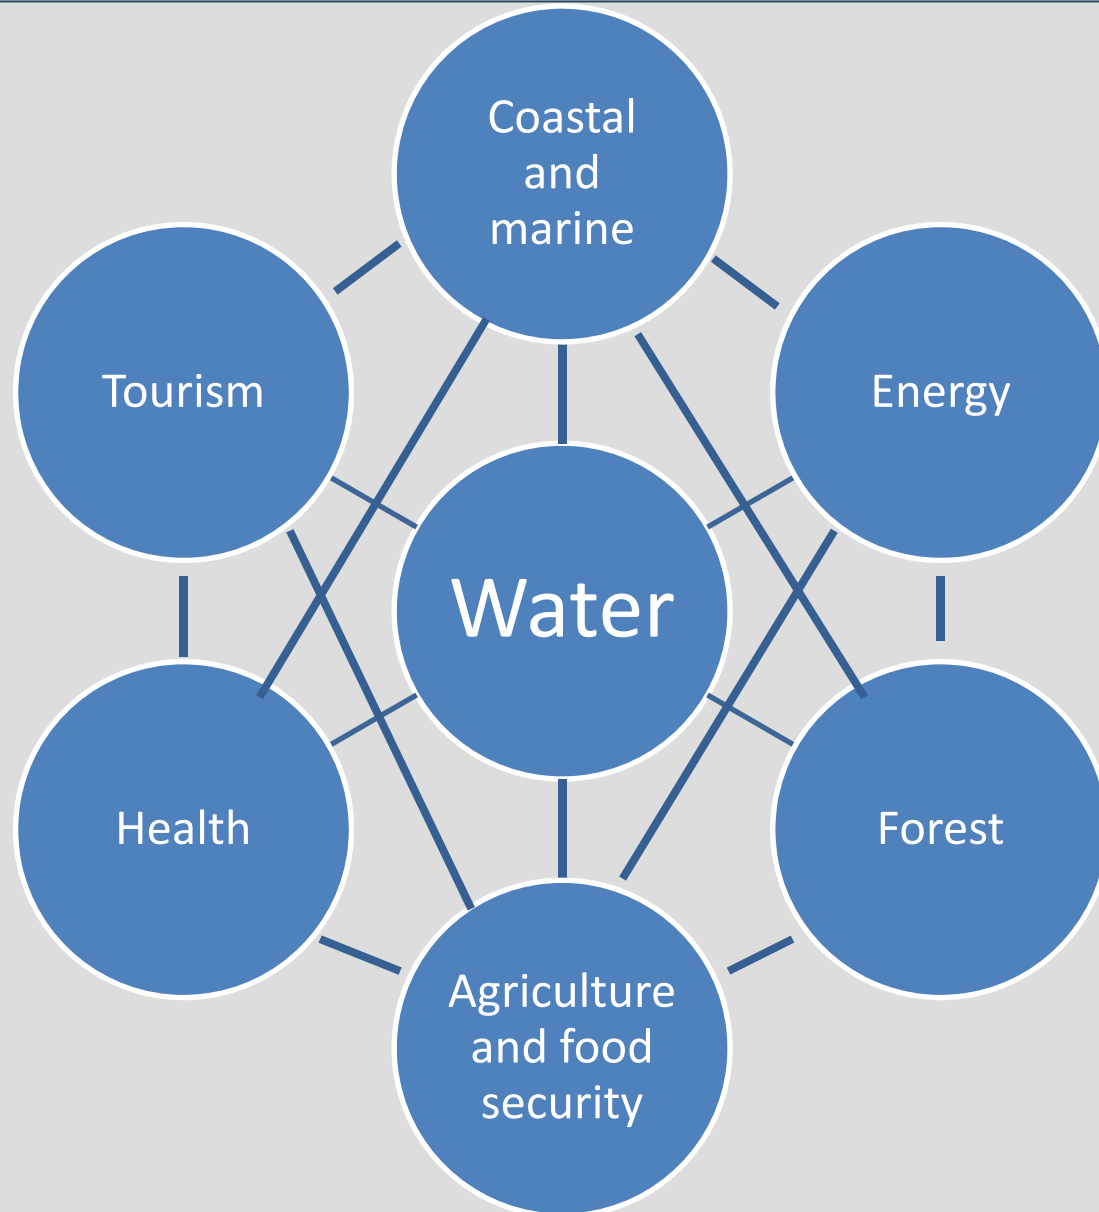 Coastal
and
marine
Tourism
Energy
Water
Health
Forest
Agriculture
and food
security